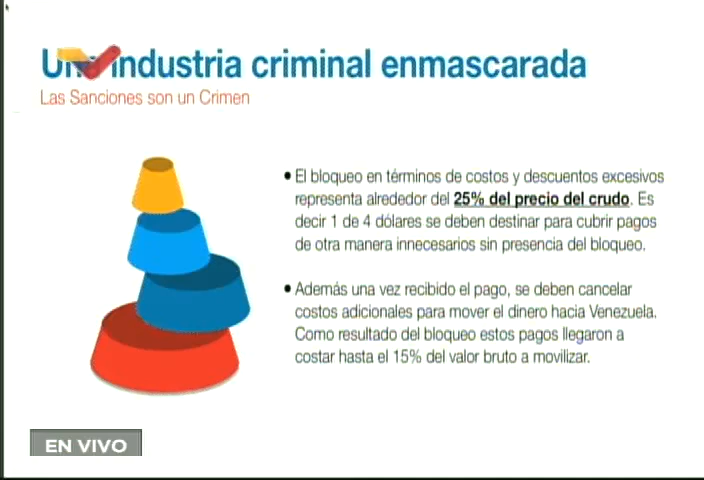 Una industria criminal enmascarada
Las Sanciones son un Crimen
• El bloqueo en términos de costos y descuentos excesivos
representa alrededor del 25% del precio del crudo. Es
decir 1 de 4 dólares se deben destinar para cubrir pagos
de otra manera innecesarios sin presencia del bloqueo.
• Además una vez recibido el pago, se deben cancelar
costos adicionales para mover el dinero hacia Venezuela.
Como resultado del bloqueo estos pagos llegaron a
costar hasta el 15% del valor bruto a movilizar.
EN VIVO